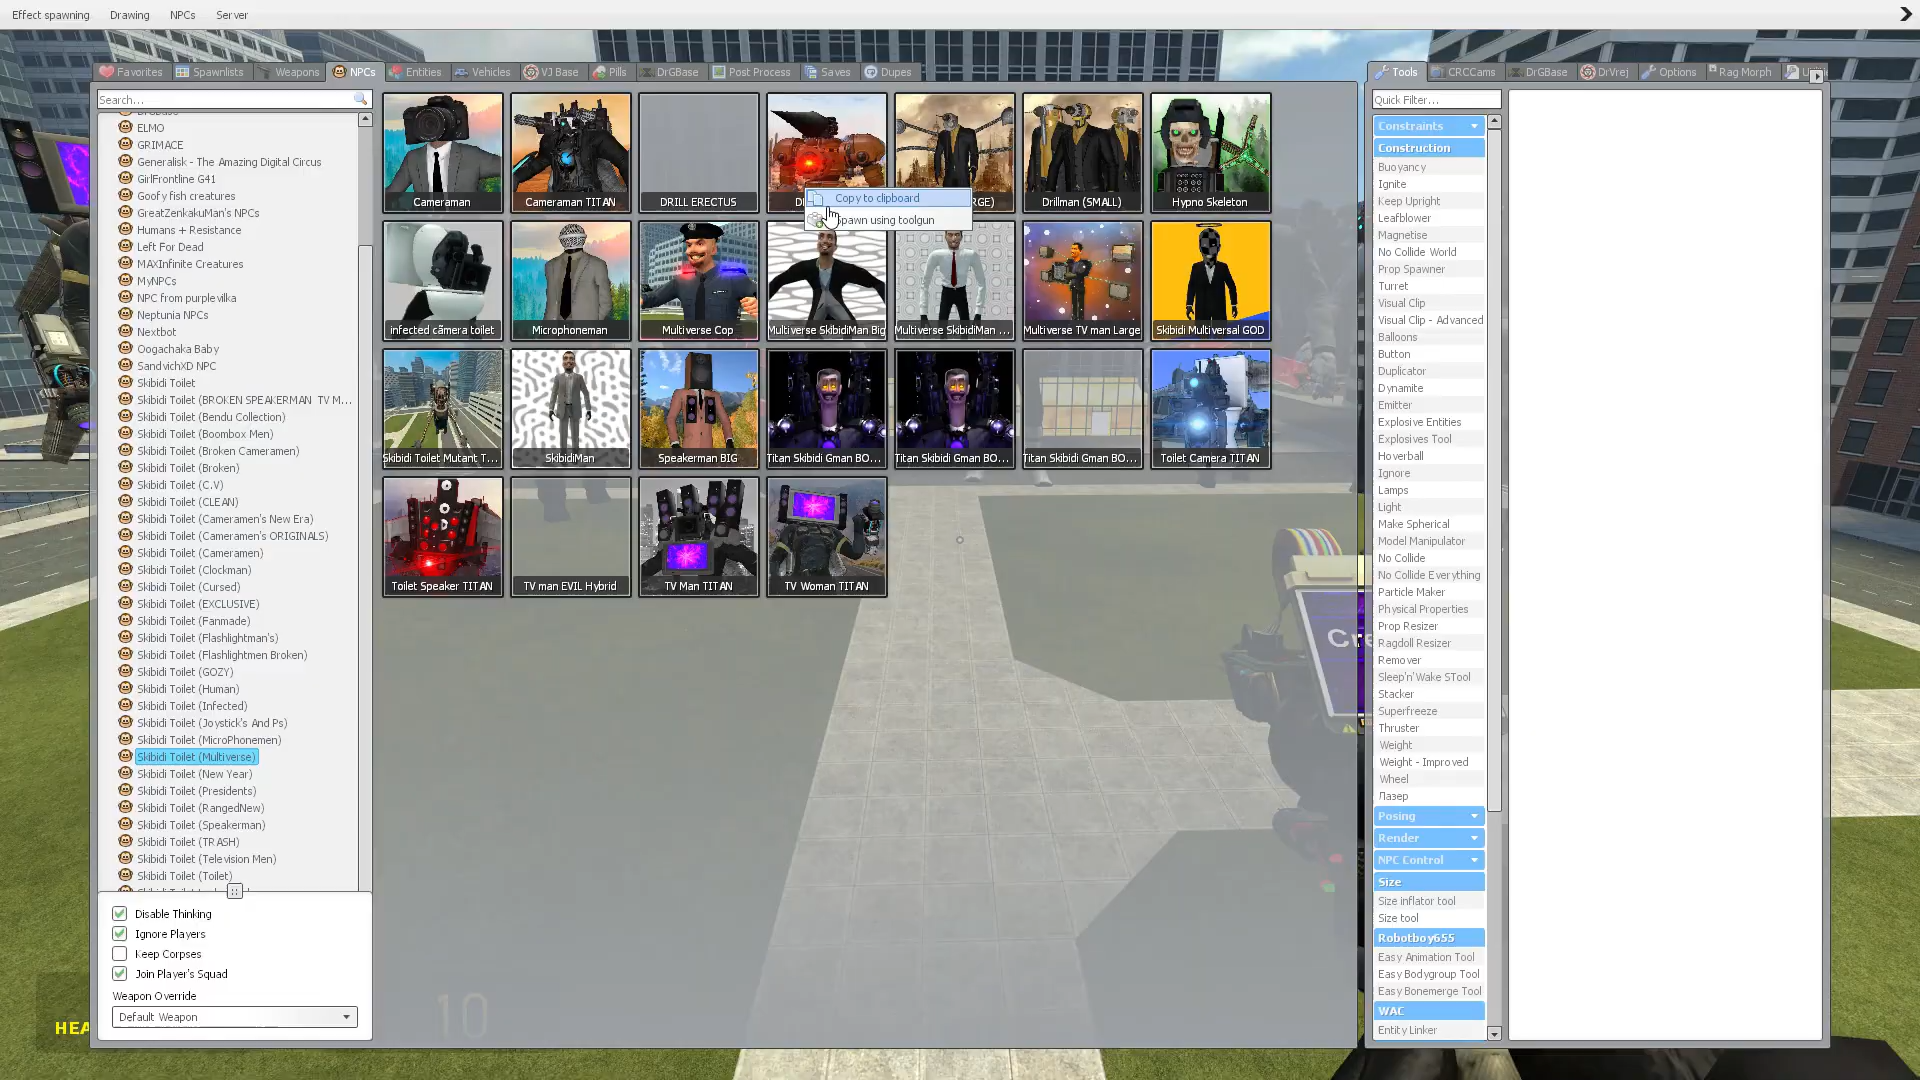 Effect spawning Drawing NPCs Server
Favorites Spawnlists Weapons NPCs Entities Vehicles VJ Base Pills DrGBase Post Process Saves Dupes
Tools CRCCams DrGBase DrVrej Options Rag Morph
Search...
ELMO
GRIMACE
Generalisk - The Amazing Digital Circus
GirlFrontline G41
Goofy fish creatures
GreatZenkakuMan's NPCs
Humans + Resistance
Left For Dead
MAXInfinite Creatures
MyNPCs
NPC from purplevilka
Neptunia NPCs
Nextbot
Oogachaka Baby
SandvichXD NPC
Skibidi Toilet
Skibidi Toilet (BROKEN SPEAKERMAN TV M...
Skibidi Toilet (Bendu Collection)
Skibidi Toilet (Boombox Men)
Skibidi Toilet (Broken Cameramen)
Skibidi Toilet (Broken)
Skibidi Toilet (C.V)
Skibidi Toilet (CLEAN)
Skibidi Toilet (Cameramen's New Era)
Skibidi Toilet (Cameramen's ORIGINALS)
Skibidi Toilet (Cameramen)
Skibidi Toilet (Clockman)
Skibidi Toilet (Cursed)
Skibidi Toilet (EXCLUSIVE)
Skibidi Toilet (Fanmade)
Skibidi Toilet (Flashlightman's)
Skibidi Toilet (Flashlightmen Broken)
Skibidi Toilet (GOZY)
Skibidi Toilet (Human)
Skibidi Toilet (Infected)
Skibidi Toilet (Joystick's And Ps)
Skibidi Toilet (MicroPhonemen)
Skibidi Toilet (Multiverse)
Skibidi Toilet (New Year)
Skibidi Toilet (Presidents)
Skibidi Toilet (RangedNew)
Skibidi Toilet (Speakerman)
Skibidi Toilet (TRASH)
Skibidi Toilet (Television Men)
Skibidi Toilet (Toilet)
Disable Thinking
Ignore Players
Keep Corpses
Join Player's Squad
Weapon Override
Default Weapon
Cameraman Cameraman TITAN DRILL ERECTUS Drillman (SMALL) Hypno Skeleton
Copy to clipboard
Spawn using toolgun
infected camera toilet Microphoneman Multiverse Cop Multiverse SkibidiMan Big Multiverse SkibidiMan ... Multiverse TV man Large Skibidi Multiversal GOD
Skibidi Toilet Mutant T... SkibidiMan Speakerman BIG Titan Skibidi Gman BO... Titan Skibidi Gman BO... Titan Skibidi Gman BO... Toilet Camera TITAN
Toilet Speaker TITAN TV man EVIL Hybrid TV Man TITAN TV Woman TITAN
10
HEA
Quick Filter...
Constraints
Construction
Buoyancy
Ignite
Keep Upright
Leafblower
Magnetise
No Collide World
Prop Spawner
Turret
Visual Clip
Visual Clip - Advanced
Balloons
Button
Duplicator
Dynamite
Emitter
Explosive Entities
Explosives Tool
Hoverball
Ignore
Lamps
Light
Make Spherical
Model Manipulator
No Collide
No Collide Everything
Particle Maker
Physical Properties
Prop Resizer
Ragdoll Resizer
Remover
Sleep'n'Wake STool
Stacker
Superfreeze
Thruster
Weight
Weight - Improved
Wheel
Лазер
Posing
Render
NPC Control
Size
Size inflator tool
Size tool
Robotboy655
Easy Animation Tool
Easy Bodygroup Tool
Easy Bonemerge Tool
WAC
Entity Linker